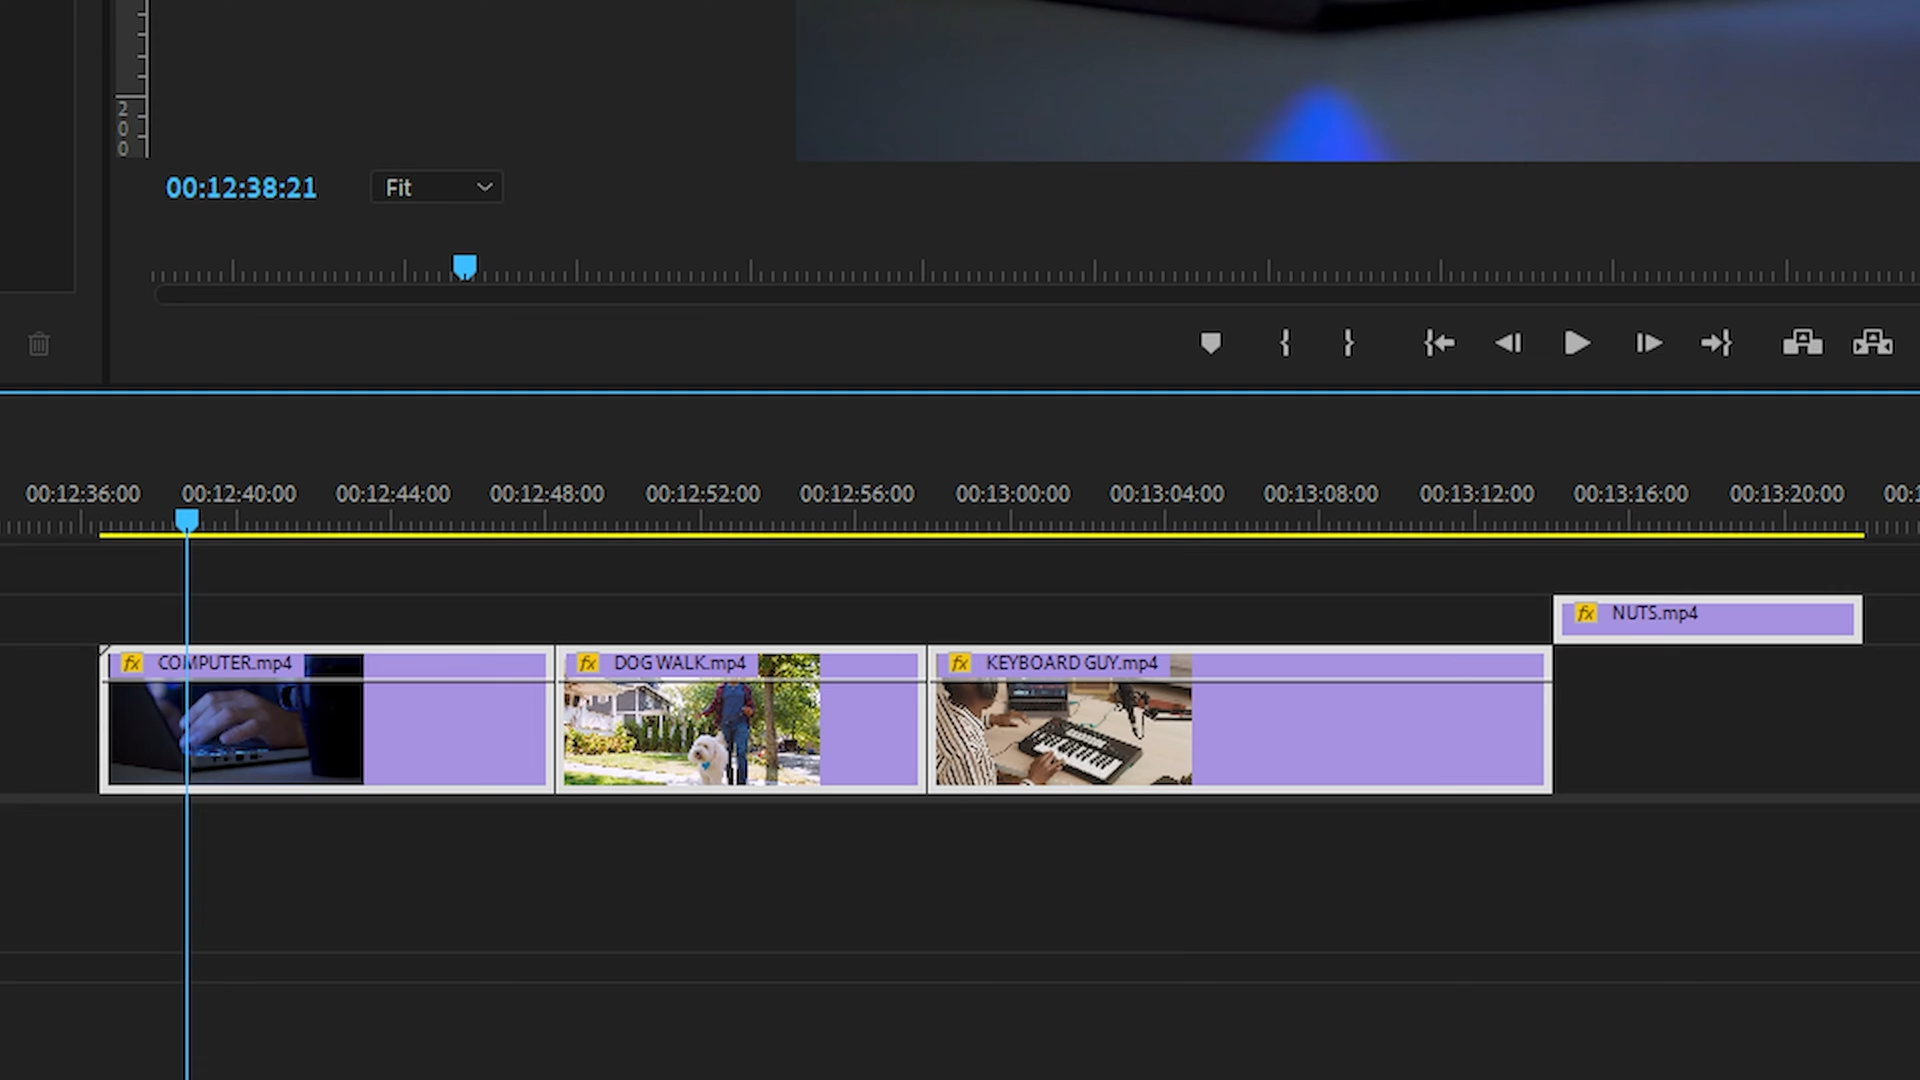 200
00:12:38:21
Fit
00:12:36:00 00:12:40:00 00:12:44:00 00:12:48:00 00:12:52:00 00:12:56:00 00:13:00:00 00:13:04:00 00:13:08:00 00:13:12:00 00:13:16:00 00:13:20:00 00:1
fx NUTS.mp4
fx COMPUTER.mp4
fx DOG WALK.mp4
fx KEYBOARD GUY.mp4